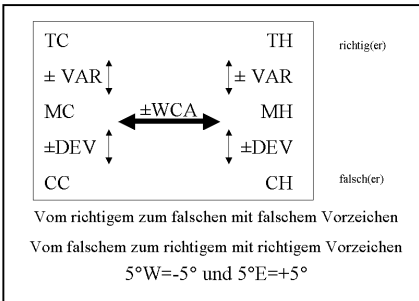 TC TH richtig(er)
± VAR ± VAR
MC ±WCA MH
±DEV ±DEV
CC CH falsch(er)
Vom richtigem zum falschen mit falschem Vorzeichen
Vom falschem zum richtigem mit richtigem Vorzeichen
5°W=-5° und 5°E=+5°